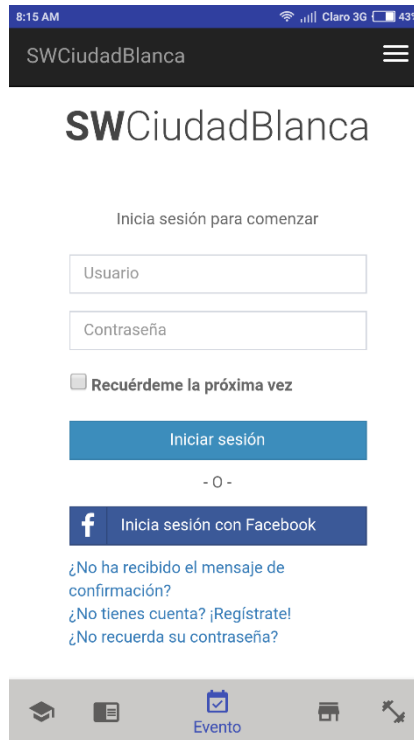 8:15 AM Claro 3G 43%
SWCiudadBlanca
SWCiudadBlanca
Inicia sesión para comenzar
Usuario
Contraseña
Recuérdeme la próxima vez
Iniciar sesión
- O -
f Inicia sesión con Facebook
¿No ha recibido el mensaje de
confirmación?
¿No tienes cuenta? ¡Regístrate!
¿No recuerda su contraseña?
Evento